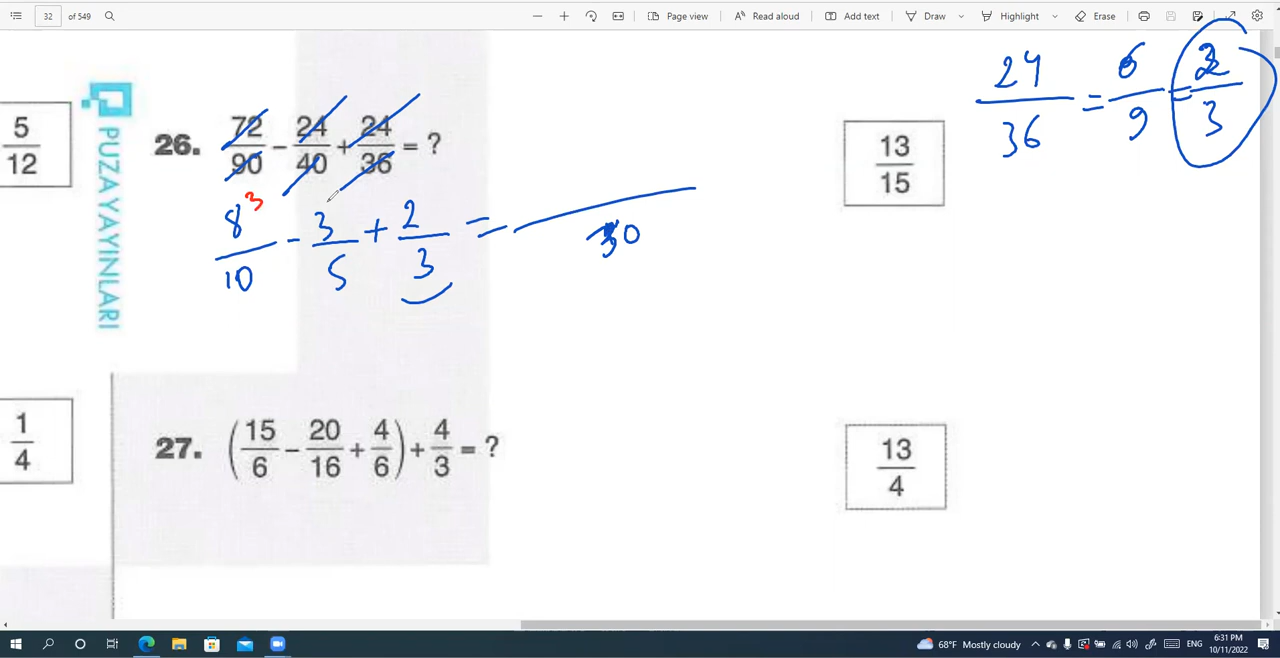 32 of 549 Page view Read aloud Add text Draw Highlight Erase
24/36 = 6/9 = 2/3
5/12
PUZA YAYINLARI
26. 72/90 - 24/40 + 24/36 = ?
13/15
8/10 3 - 3/5 + 2/3 = /30
1/4
27. (15/6 - 20/16 + 4/6) + 4/3 = ?
13/4
68°F Mostly cloudy ENG 6:31 PM
10/11/2022